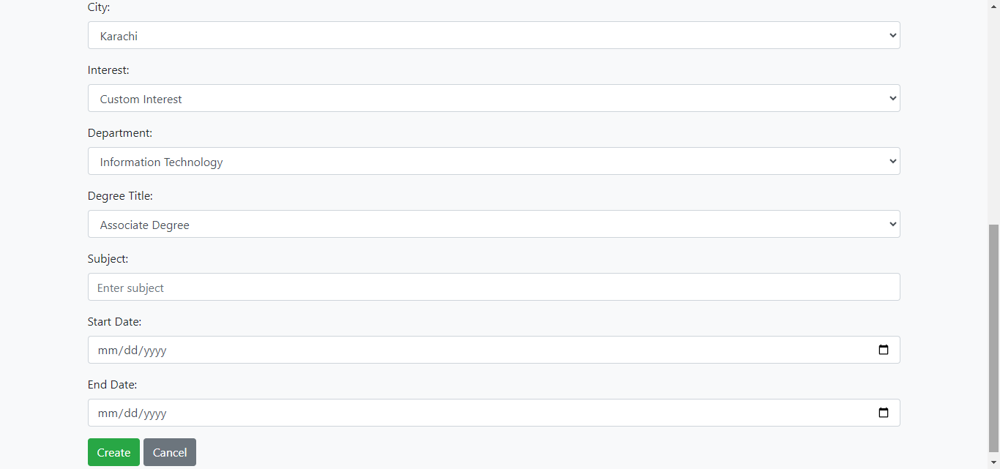 City:
Karachi
Interest:
Custom Interest
Department:
Information Technology
Degree Title:
Associate Degree
Subject:
Enter subject
Start Date:
mm/dd/yyyy
End Date:
mm/dd/yyyy
Create Cancel